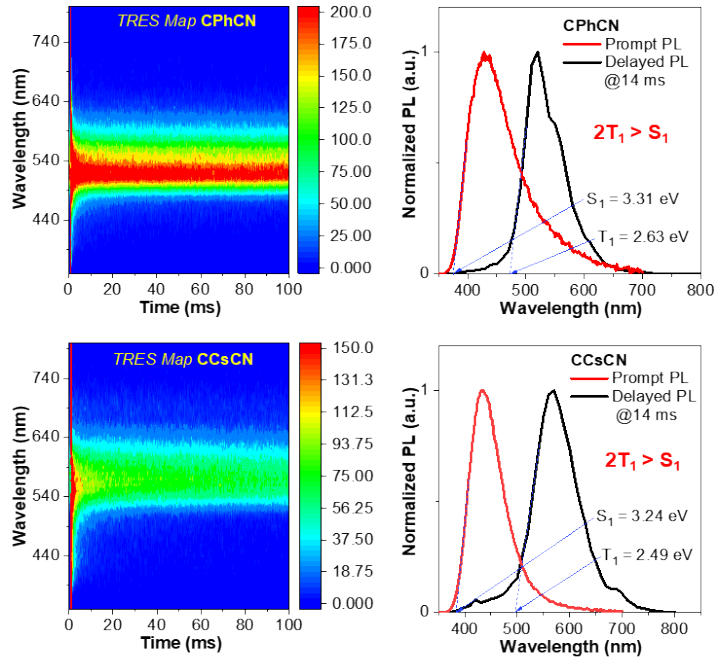 TRES Map CPhCN
Wavelength (nm)
740
640
540
440
0
20
40
60
80
100
Time (ms)
200.0
175.0
150.0
125.0
100.0
75.00
50.00
25.00
0.000
CPhCN
Prompt PL
Delayed PL
@14 ms
2T₁ > S₁
S₁ = 3.31 eV
T₁ = 2.63 eV
Normalized PL (a.u.)
1
0
400
500
600
700
800
Wavelength (nm)
TRES Map CCsCN
Wavelength (nm)
740
640
540
440
0
20
40
60
80
100
Time (ms)
150.0
131.3
112.5
93.75
75.00
56.25
37.50
18.75
0.000
CCsCN
Prompt PL
Delayed PL
@14 ms
2T₁ > S₁
S₁ = 3.24 eV
T₁ = 2.49 eV
Normalized PL (a.u.)
1
0
400
500
600
700
800
Wavelength (nm)